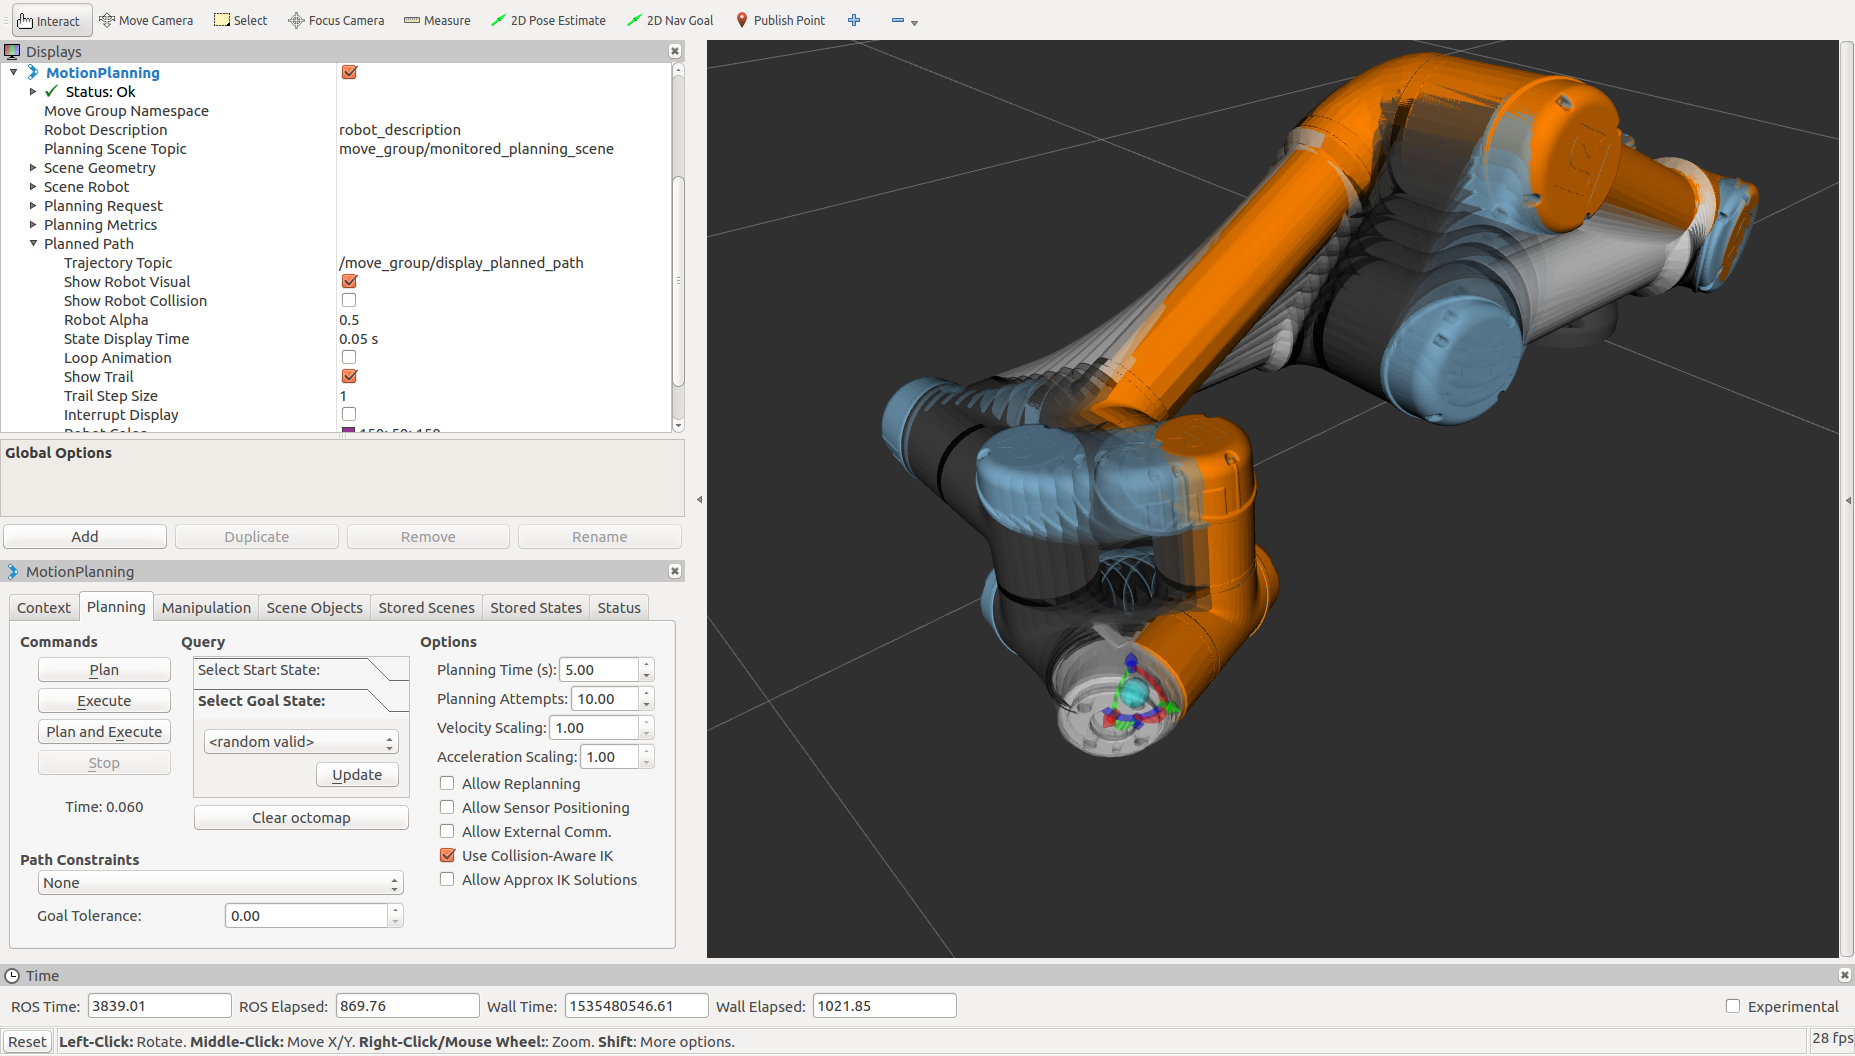 Interact Move Camera Select Focus Camera Measure 2D Pose Estimate 2D Nav Goal Publish Point
Displays
MotionPlanning
Status: Ok
Move Group Namespace
Robot Description robot_description
Planning Scene Topic move_group/monitored_planning_scene
Scene Geometry
Scene Robot
Planning Request
Planning Metrics
Planned Path
Trajectory Topic /move_group/display_planned_path
Show Robot Visual
Show Robot Collision
Robot Alpha 0.5
State Display Time 0.05 s
Loop Animation
Show Trail
Trail Step Size 1
Interrupt Display
Robot Color 150; 50; 150
Global Options
Add Duplicate Remove Rename
MotionPlanning
Context Planning Manipulation Scene Objects Stored Scenes Stored States Status
Commands Query Options
Plan Select Start State: Planning Time (s): 5.00
Execute Select Goal State: Planning Attempts: 10.00
Plan and Execute <random valid> Velocity Scaling: 1.00
Stop Update Acceleration Scaling: 1.00
Allow Replanning
Time: 0.060 Clear octomap Allow Sensor Positioning
Allow External Comm.
Path Constraints Use Collision-Aware IK
None Allow Approx IK Solutions
Goal Tolerance: 0.00
Time
ROS Time: 3839.01 ROS Elapsed: 869.76 Wall Time: 1535480546.61 Wall Elapsed: 1021.85 Experimental
Reset Left-Click: Rotate. Middle-Click: Move X/Y. Right-Click/Mouse Wheel:: Zoom. Shift: More options. 28 fps